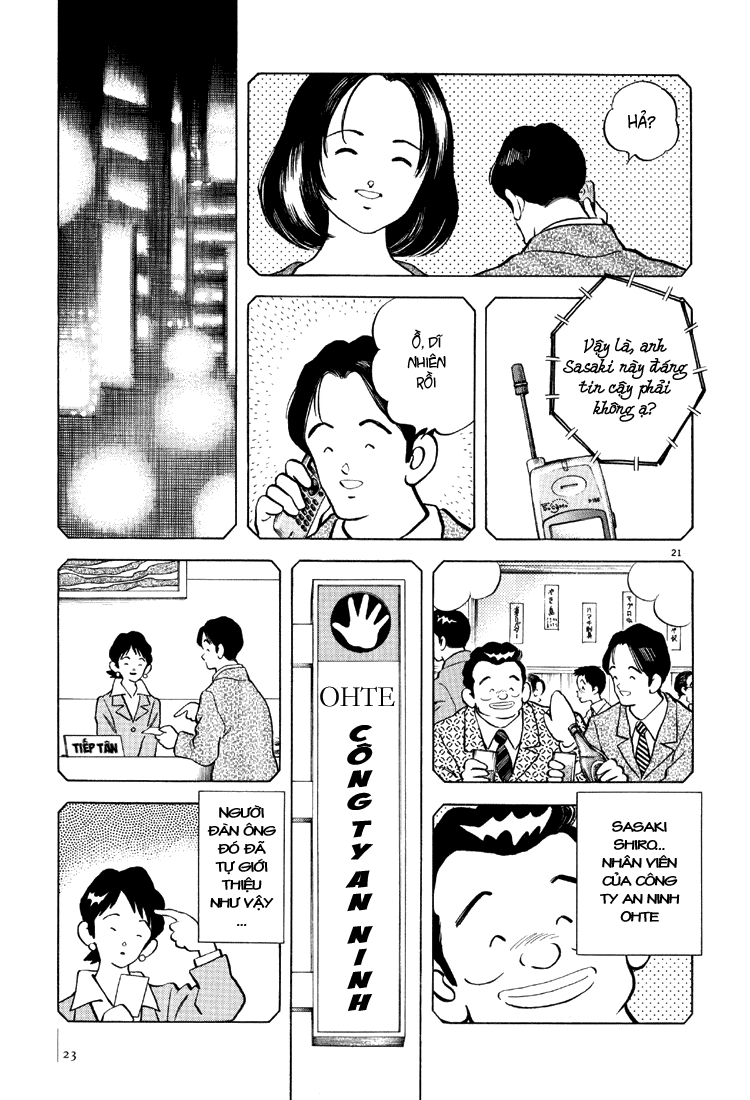 HẢ?
Ồ, DĨ
NHIÊN
RỒI
Vậy là, anh
Sasaki này đáng
tin cậy phải
không ạ?
21
TIẾP TÂN
OHTE
CÔNG TY AN NINH
NGƯỜI
ĐÀN ÔNG
ĐÓ ĐÃ
TỰ GIỚI
THIỆU
NHƯ VẬY
...
SASAKI
SHIRO...
NHÂN VIÊN
CỦA CÔNG
TY AN NINH
OHTE
23